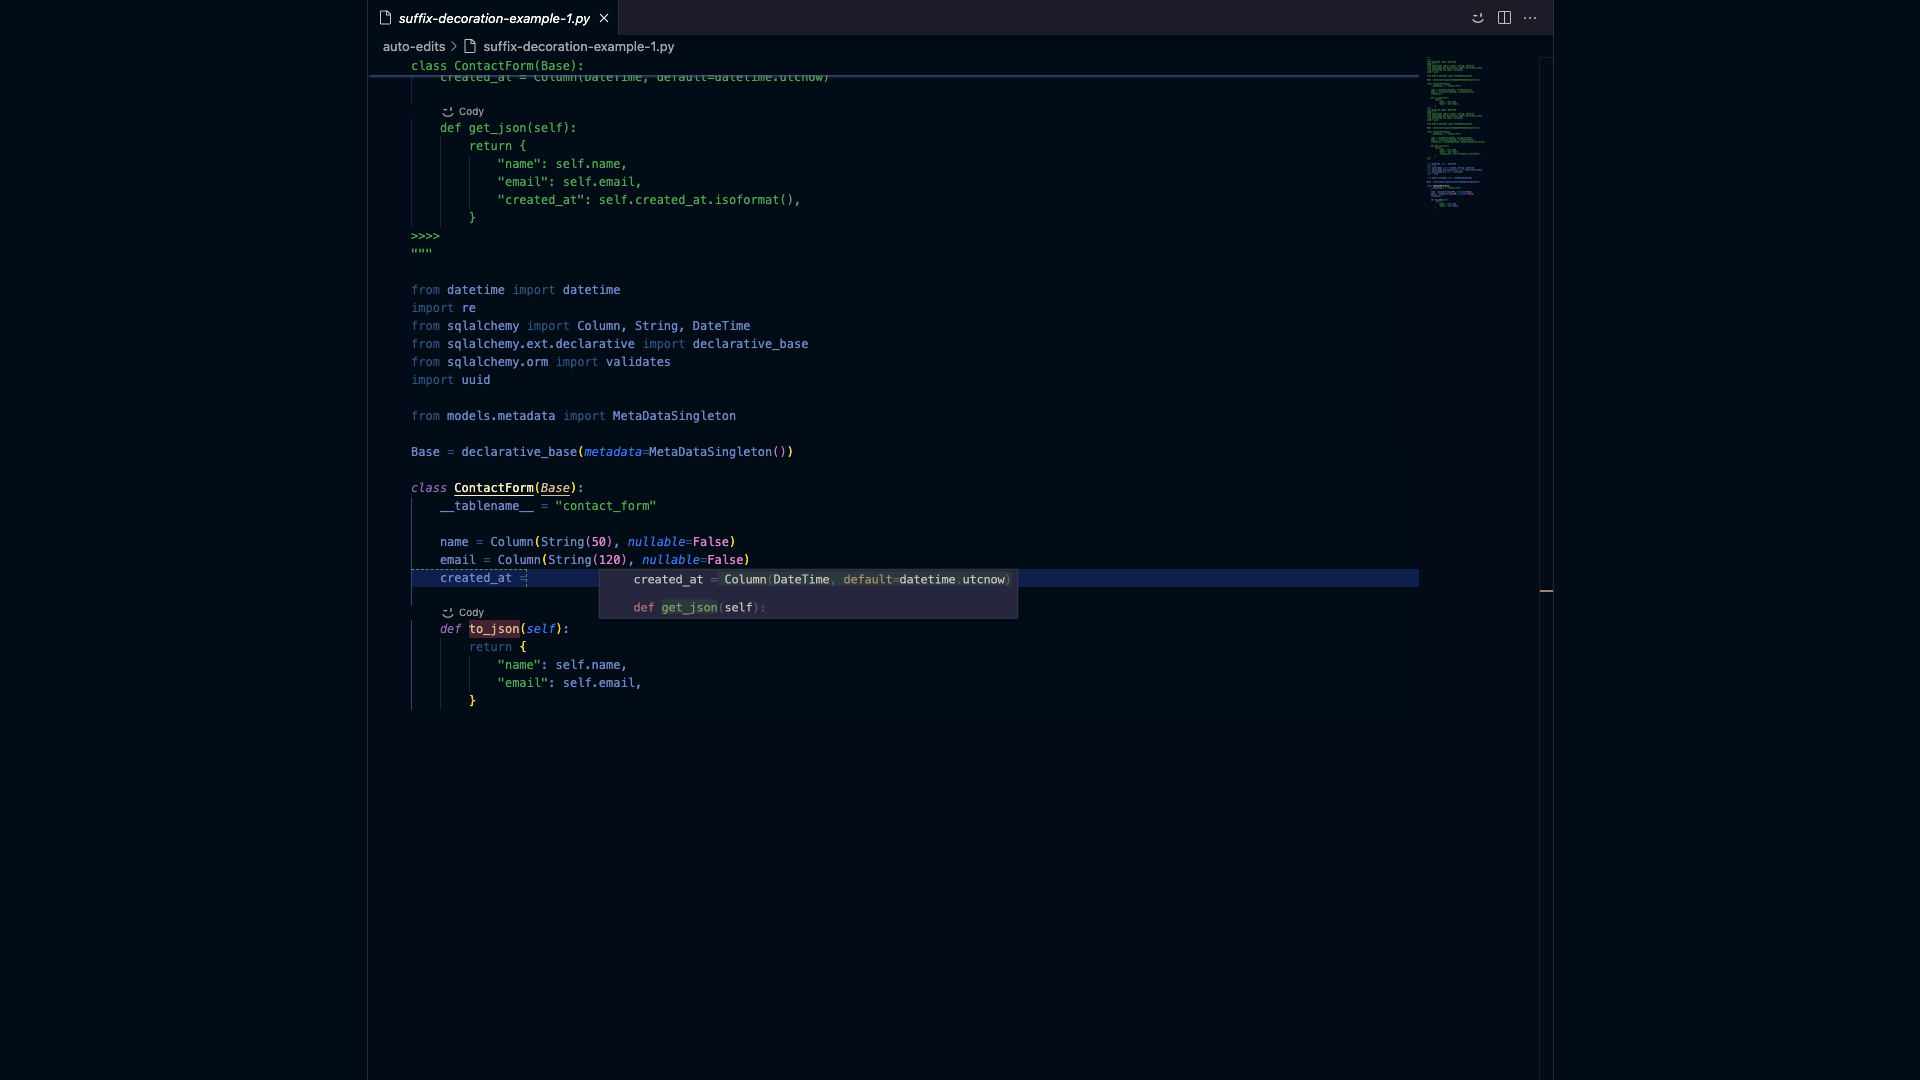 suffix-decoration-example-1.py
auto-edits > suffix-decoration-example-1.py
class ContactForm(Base):
created_at = Column(DateTime, default=datetime.utcnow)
Cody
def get_json(self):
return {
"name": self.name,
"email": self.email,
"created_at": self.created_at.isoformat(),
}
>>>>
"""
from datetime import datetime
import re
from sqlalchemy import Column, String, DateTime
from sqlalchemy.ext.declarative import declarative_base
from sqlalchemy.orm import validates
import uuid
from models.metadata import MetaDataSingleton
Base = declarative_base(metadata=MetaDataSingleton())
class ContactForm(Base):
__tablename__ = "contact_form"
name = Column(String(50), nullable=False)
email = Column(String(120), nullable=False)
created_at =
created_at = Column(DateTime, default=datetime.utcnow)
def get_json(self):
Cody
def to_json(self):
return {
"name": self.name,
"email": self.email,
}